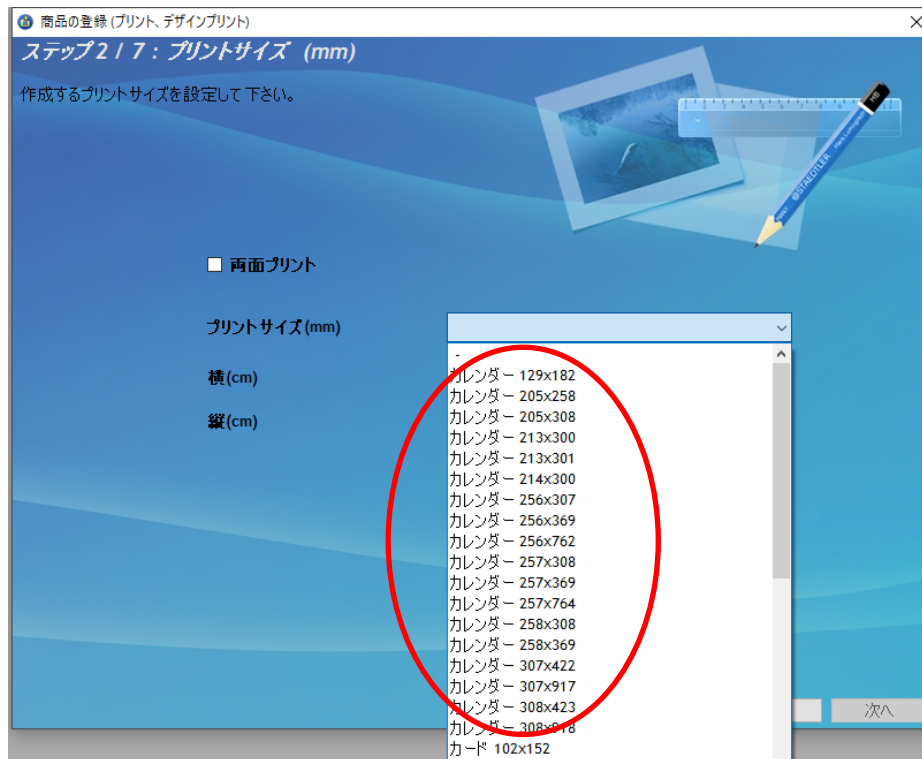 商品の登録 (プリント、デザインプリント)
ステップ2 / 7 : プリントサイズ (mm)
作成するプリントサイズを設定して下さい。
HB
STAEDTLER
両面プリント
プリントサイズ(mm)
横(cm)
縦(cm)
-
カレンダー 129x182
カレンダー 205x258
カレンダー 205x308
カレンダー 213x300
カレンダー 213x301
カレンダー 214x300
カレンダー 256x307
カレンダー 256x369
カレンダー 256x762
カレンダー 257x308
カレンダー 257x369
カレンダー 257x764
カレンダー 258x308
カレンダー 258x369
カレンダー 307x422
カレンダー 307x917
カレンダー 308x423
カレンダー 308x918
カード 102x152
次へ